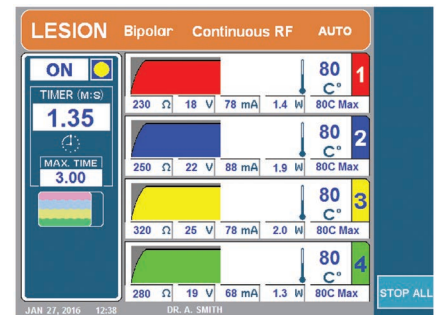 LESION Bipolar Continuous RF AUTO
ON
TIMER (M:S)
1.35
MAX. TIME
3.00
80 C° 1
230 Ω 18 V 78 mA 1.4 W 80C Max
80 C° 2
250 Ω 22 V 88 mA 1.9 W 80C Max
80 C° 3
320 Ω 25 V 78 mA 2.0 W 80C Max
80 C° 4
280 Ω 19 V 68 mA 1.3 W 80C Max
STOP ALL
JAN 27, 2016 12:38 DR. A. SMITH